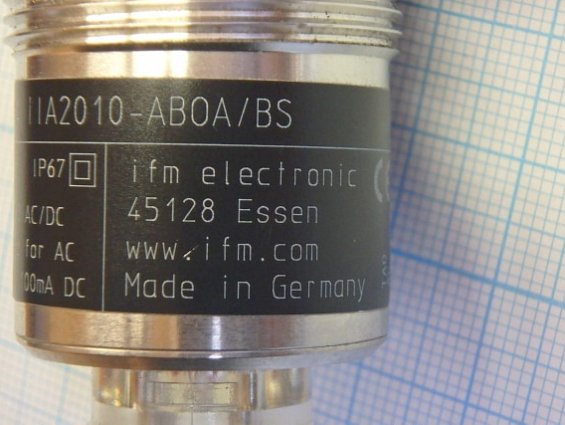 IIA2010-ABOA/BS
IP67
ifm electronic
45128 Essen
www.ifm.com
Made in Germany
AC/DC
for AC
00mA DC